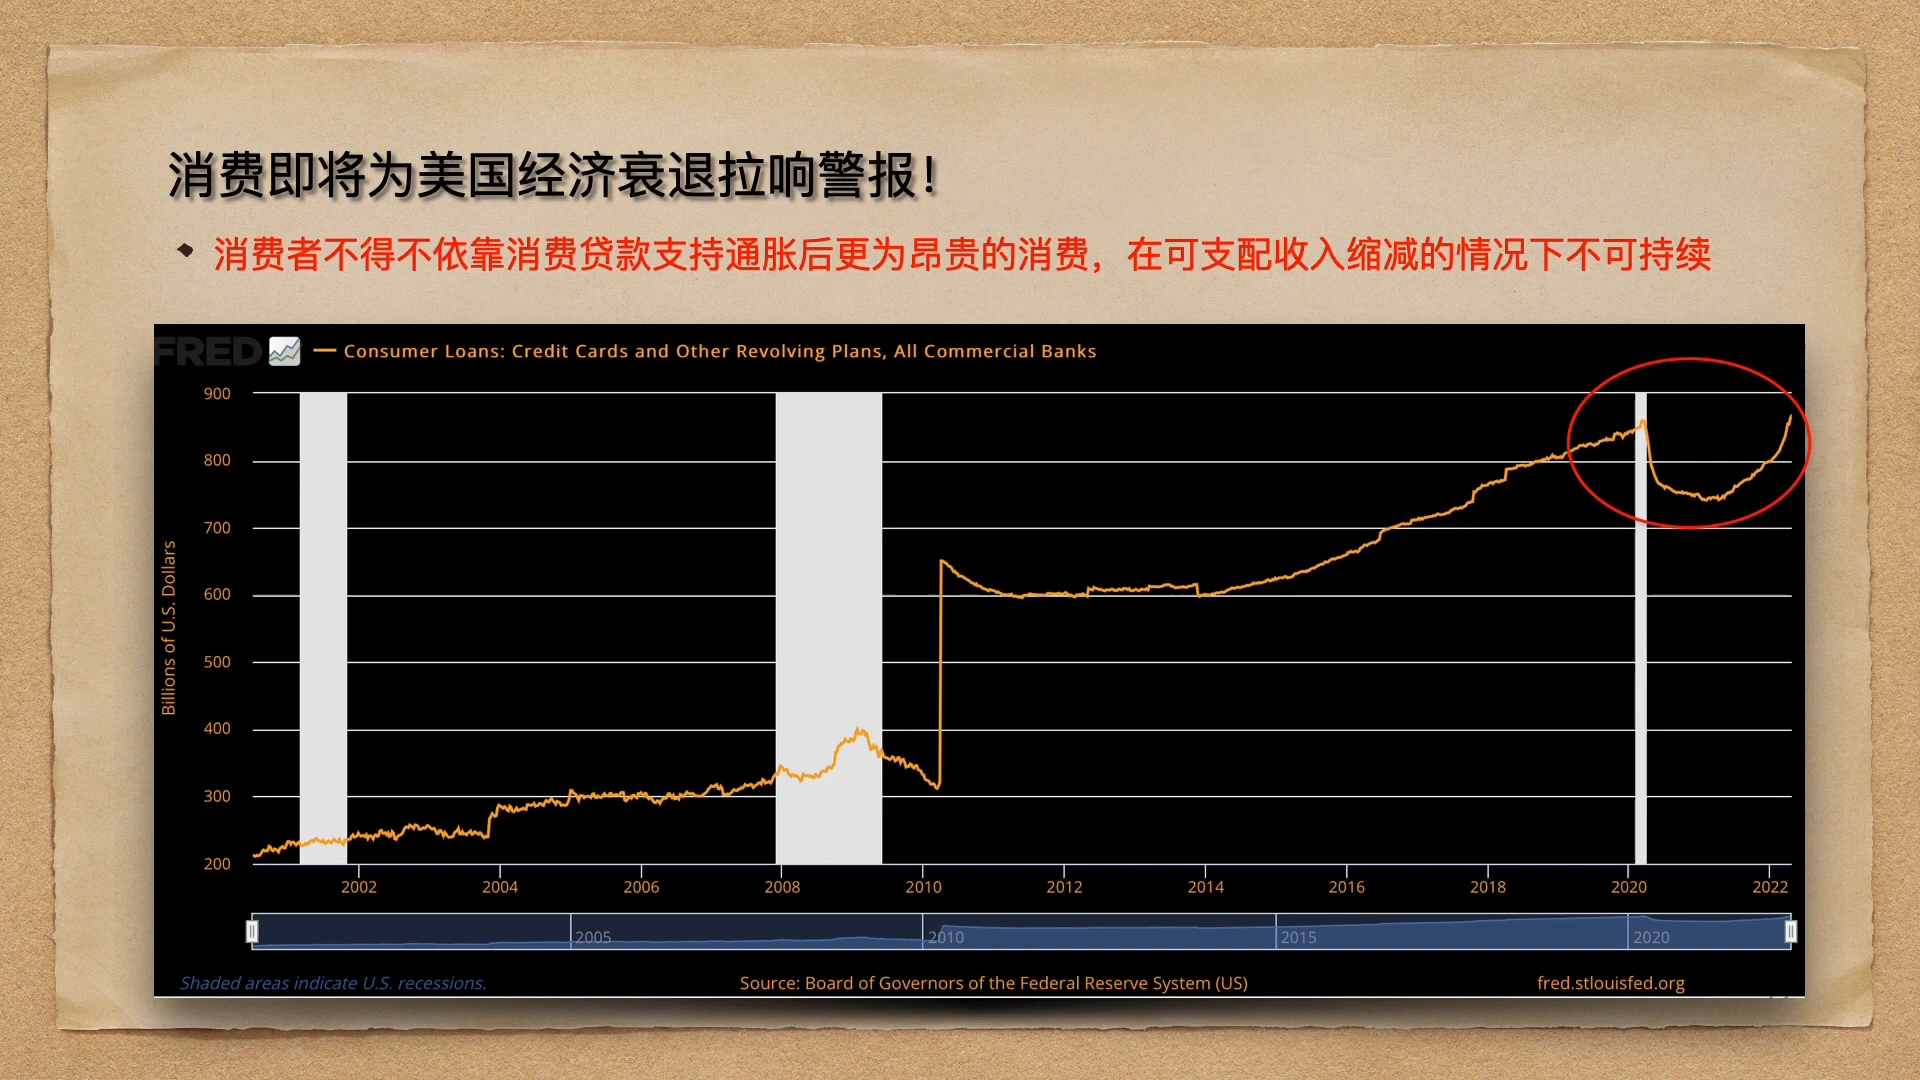 消费即将为美国经济衰退拉响警报！
消费者不得不依靠消费贷款支持通胀后更为昂贵的消费，在可支配收入缩减的情况下不可持续
FRED
Consumer Loans: Credit Cards and Other Revolving Plans, All Commercial Banks
900
800
700
600
500
400
300
200
Billions of U.S. Dollars
2002 2004 2006 2008 2010 2012 2014 2016 2018 2020 2022
2005 2010 2015 2020
Shaded areas indicate U.S. recessions.
Source: Board of Governors of the Federal Reserve System (US)
fred.stlouisfed.org